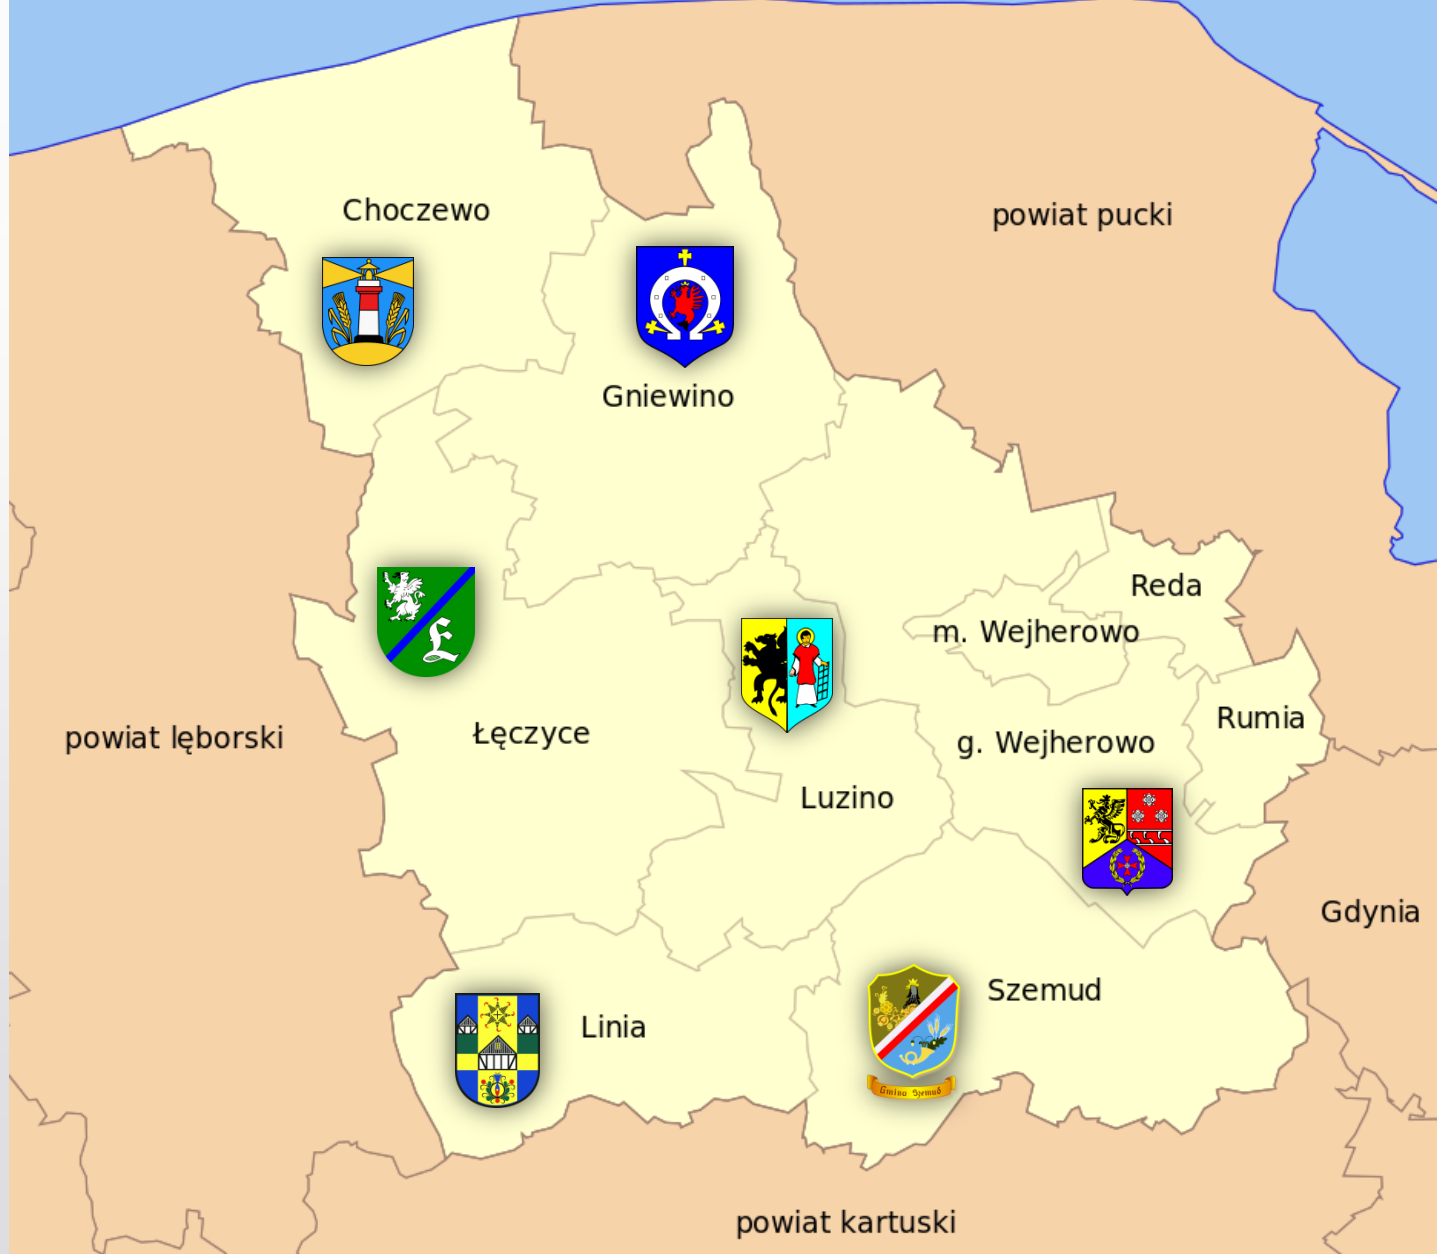 Choczewo
powiat pucki
Gniewino
Reda
m. Wejherowo
Rumia
powiat lęborski
Łęczyce
g. Wejherowo
Luzino
Gdynia
Szemud
Linia
Gmina Szemud
powiat kartuski